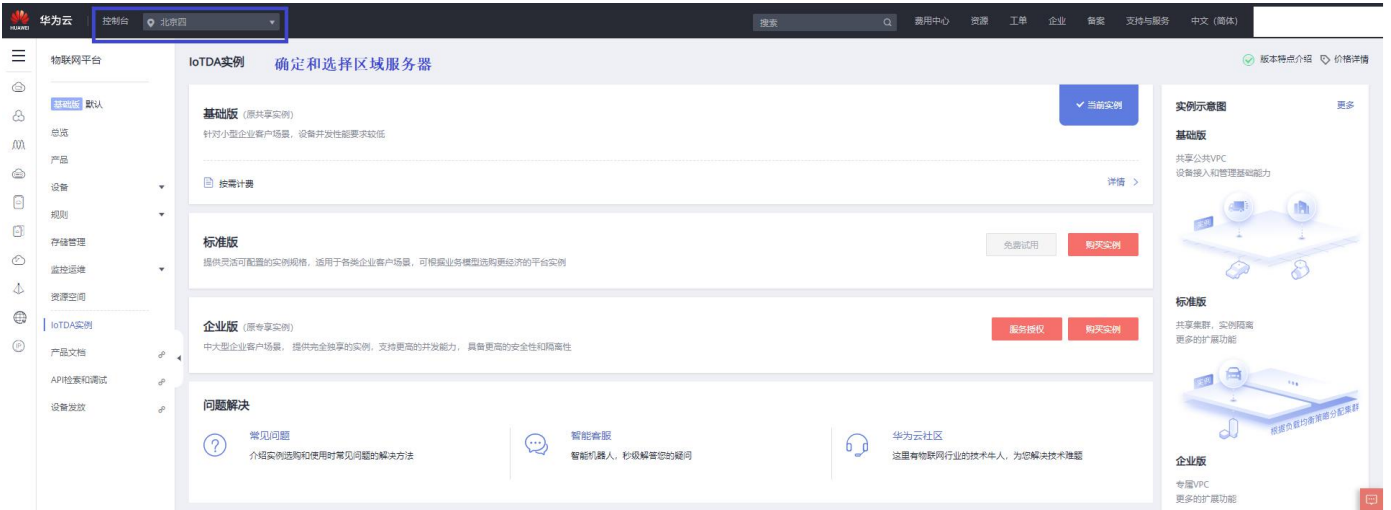 HUAWEI
华为云
控制台
北京四
搜索
费用中心
资源
工单
企业
备案
支持与服务
中文（简体）
物联网平台
IoTDA实例
确定和选择区域服务器
版本特点介绍
价格详情
基础版 默认
总览
产品
设备
规则
存储管理
监控运维
资源空间
IoTDA实例
产品文档
API检索和调试
设备发放
基础版（原共享实例）
针对小型企业客户场景，设备并发性能要求较低
当前实例
按需计费
详情
标准版
提供灵活可配置的实例规格，适用于各类企业客户场景，可根据业务模型选购更经济的平台实例
免费试用
购买实例
企业版（原专享实例）
中大型企业客户场景， 提供完全独享的实例，支持更高的并发能力， 具备更高的安全性和隔离性
服务授权
购买实例
问题解决
常见问题
介绍实例选购和使用时常见问题的解决方法
智能客服
智能机器人，秒级解答您的疑问
华为云社区
这里有物联网行业的技术牛人，为您解决技术难题
实例示意图
更多
基础版
共享公共VPC
设备接入和管理基础能力
实例
标准版
共享集群，实例隔离
更多的扩展功能
实例
根据负载均衡策略分配集群
企业版
专属VPC
更多的扩展功能